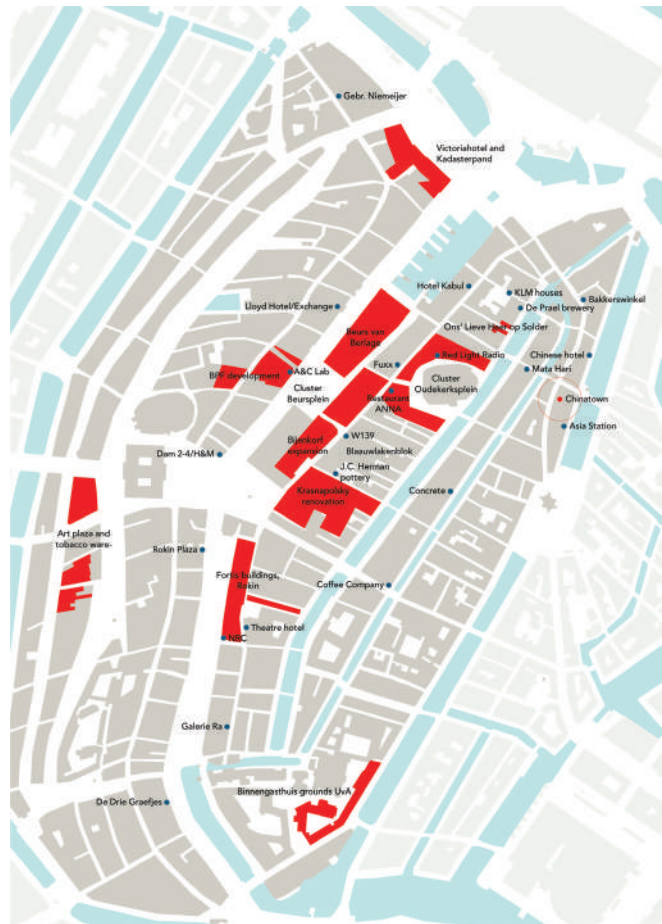 Gebr. Niemeijer
Victoriahotel and
Kadasterpand
Hotel Kabul
KLM houses
Bakkerswinkel
De Prael brewery
Lloyd Hotel/Exchange
Ons' Lieve Heer op Solder
Beurs van
Berlage
Red Light Radio
Chinese hotel
Fuxx
Mata Hari
BPF development
A&C Lab
Cluster
Oudekerksplein
Cluster
Beursplein
Restaurant
ANNA
Chinatown
Asia Station
W139
Bijenkorf
expansion
Blaauwlakenblok
Dam 2-4/H&M
J.C. Herman
pottery
Krasnapolsky
renovation
Concrete
Art plaza and
tobacco ware-
Rokin Plaza
Fortis buildings,
Rokin
Coffee Company
Theatre hotel
NRC
Galerie Ra
Binnengasthuis grounds UvA
De Drie Graefjes